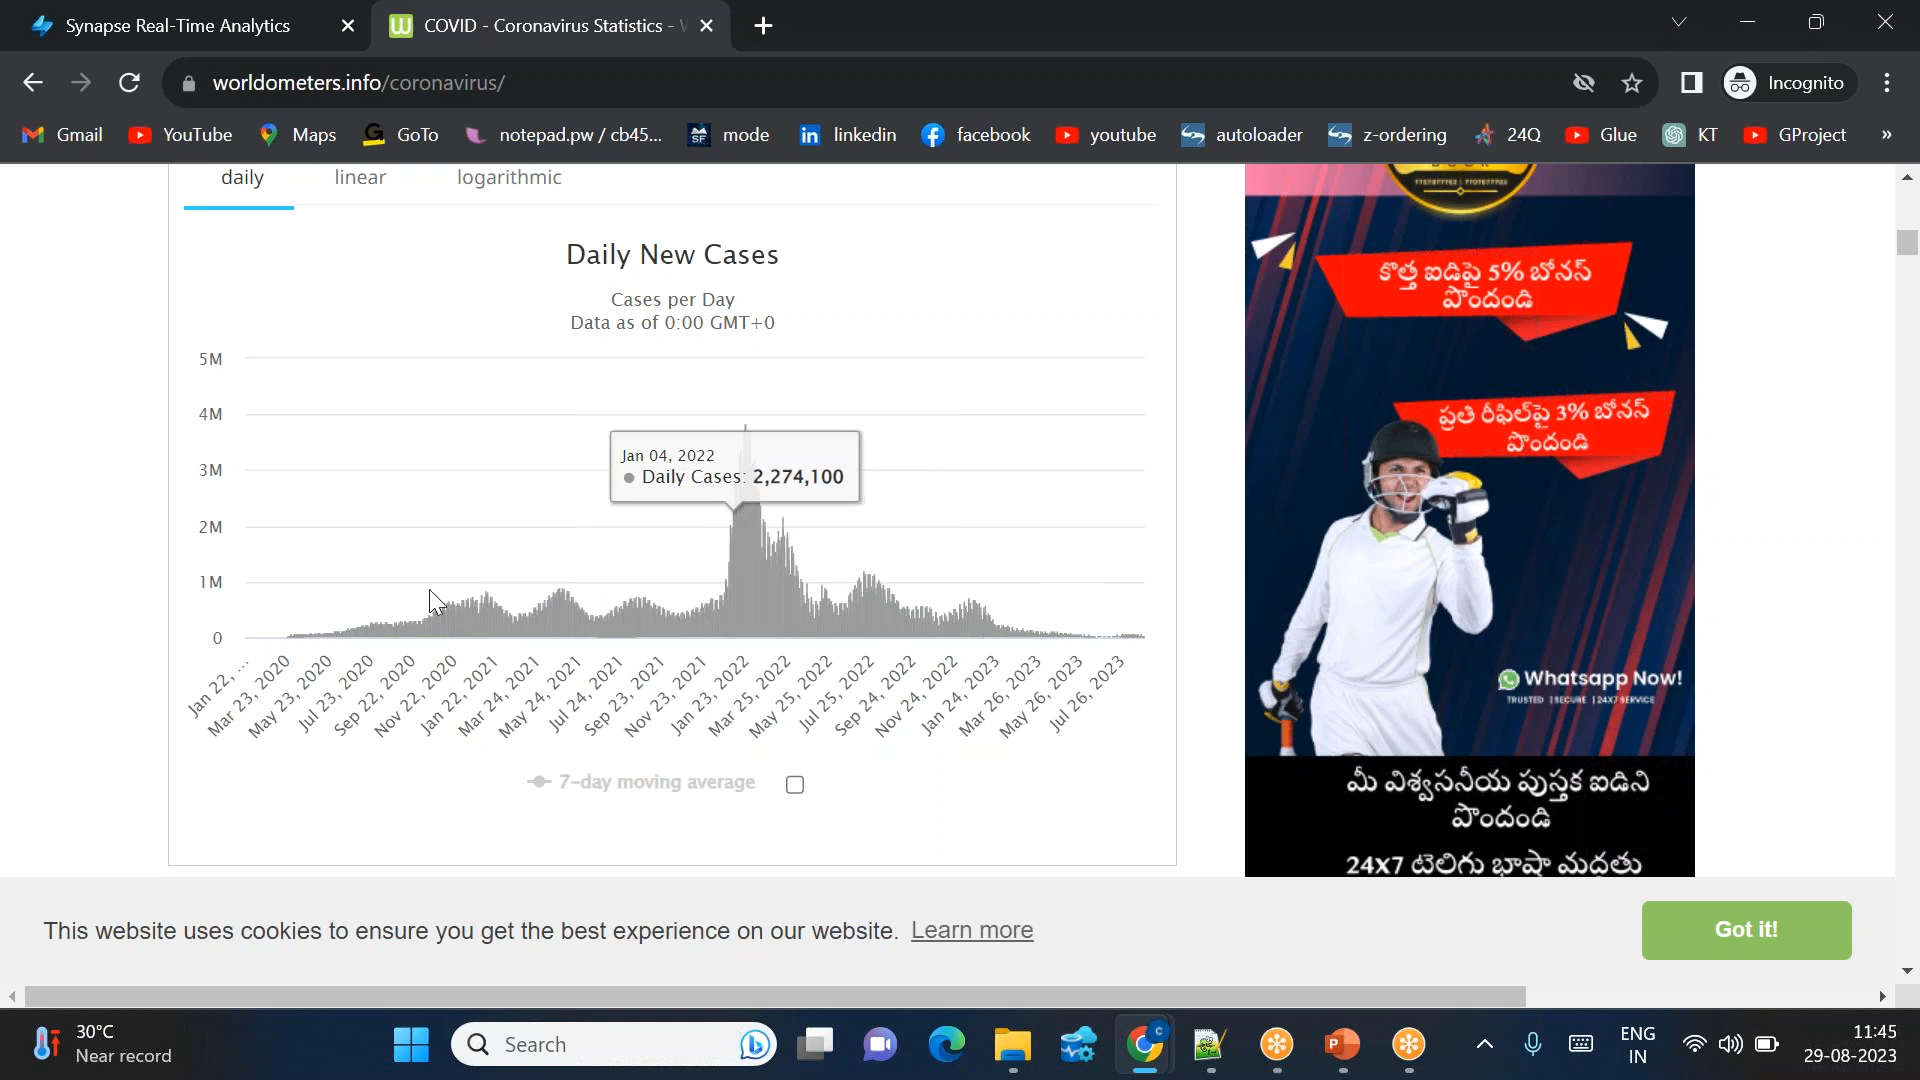 Synapse Real-Time Analytics
COVID - Coronavirus Statistics -
worldometers.info/coronavirus/
Incognito
Gmail
YouTube
Maps
GoTo
notepad.pw / cb45...
mode
linkedin
facebook
youtube
autoloader
z-ordering
24Q
Glue
KT
GProject
»
daily
linear
logarithmic
Daily New Cases
Cases per Day
Data as of 0:00 GMT+0
5M
4M
3M
2M
1M
0
Jan 04, 2022
Daily Cases: 2,274,100
Jan 22, ...
Mar 23, 2020
May 23, 2020
Jul 23, 2020
Sep 22, 2020
Nov 22, 2020
Jan 22, 2021
Mar 24, 2021
May 24, 2021
Jul 24, 2021
Sep 23, 2021
Nov 23, 2021
Jan 23, 2022
Mar 25, 2022
May 25, 2022
Jul 25, 2022
Sep 24, 2022
Nov 24, 2022
Jan 24, 2023
Mar 26, 2023
May 26, 2023
Jul 26, 2023
7-day moving average
కొత్త ఐడిపై 5% బోనస్
పొందండి
ప్రతి రీఫిల్‌పై 3% బోనస్
పొందండి
Whatsapp Now!
TRUSTED | SECURE | 24X7 SERVICE
మీ విశ్వసనీయ పుస్తక ఐడిని
పొందండి
24X7 తెలుగు భాషా మద్దతు
This website uses cookies to ensure you get the best experience on our website. Learn more
Got it!
30°C
Near record
Search
ENG
IN
11:45
29-08-2023